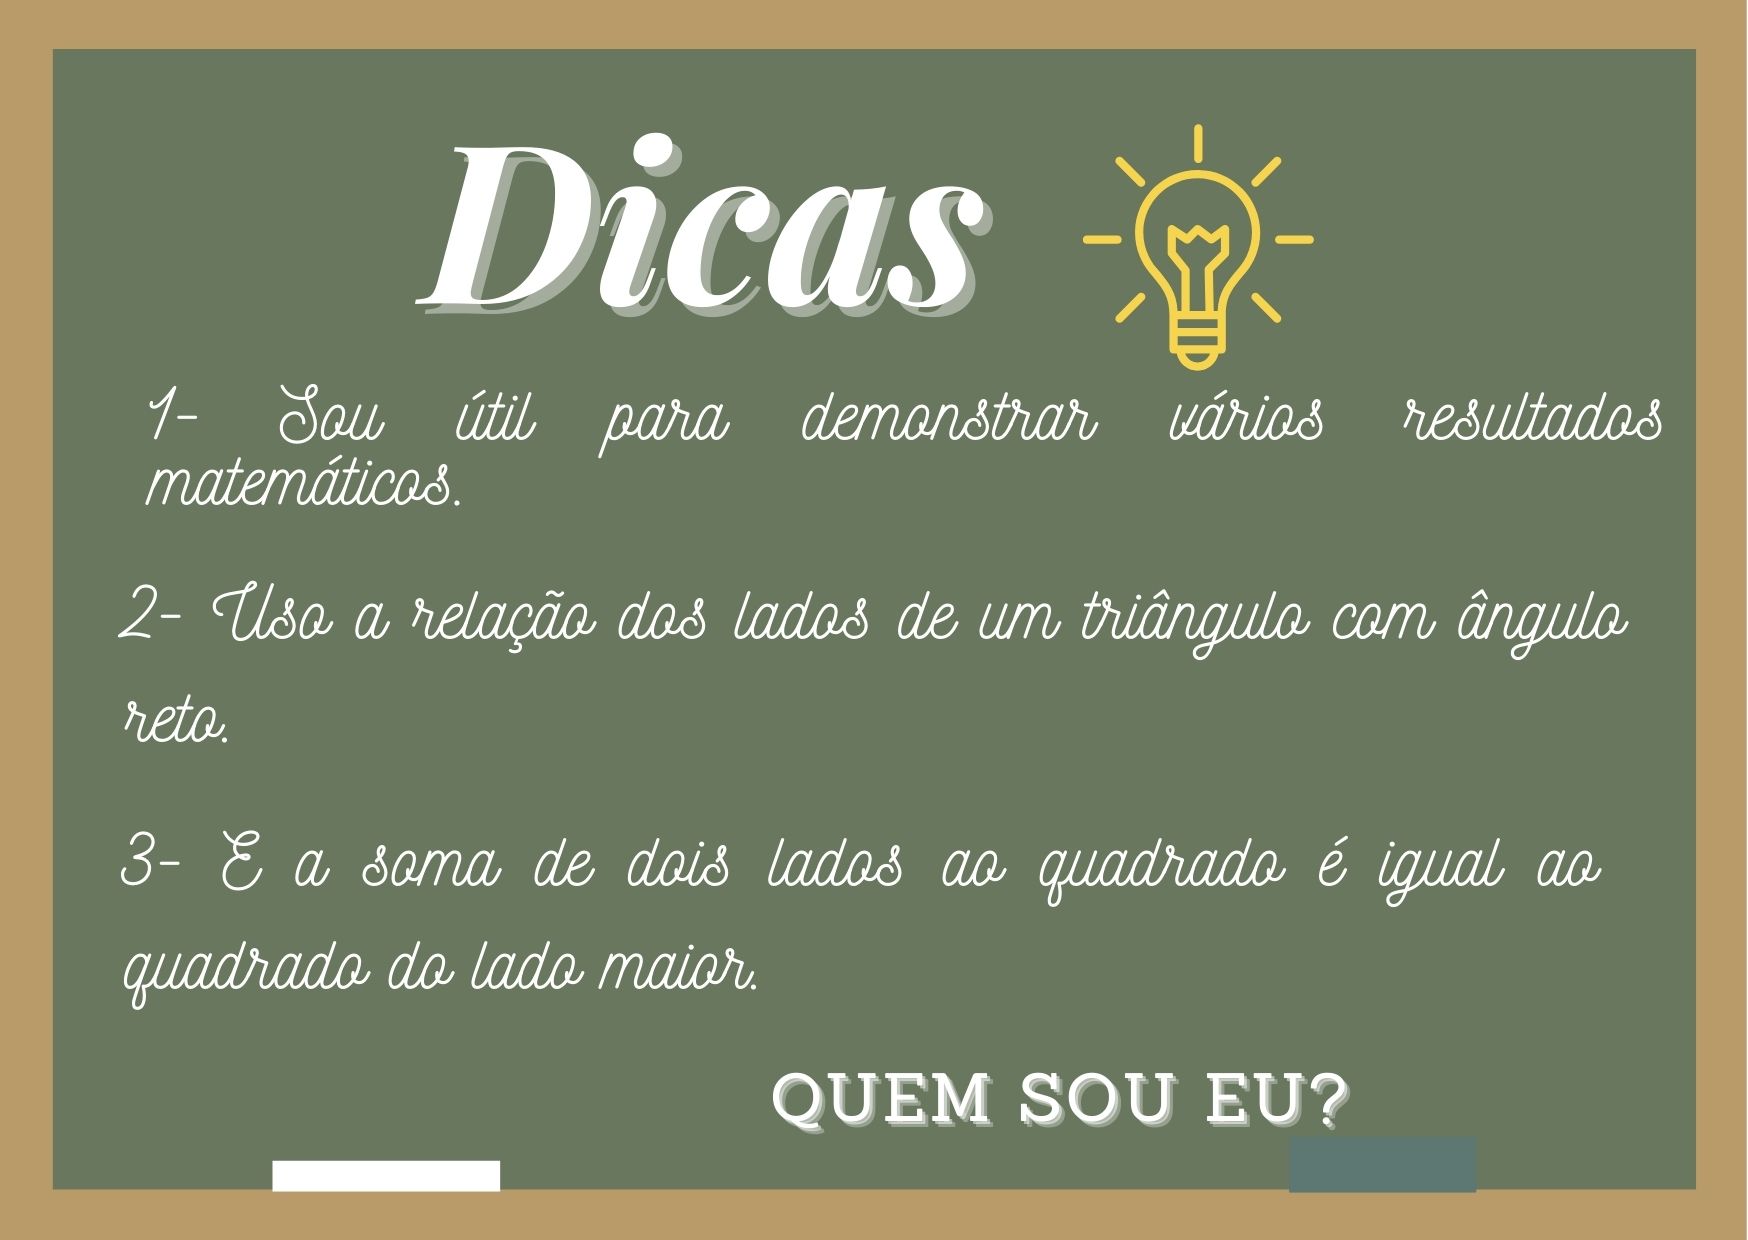 Dicas
1- Sou útil para demonstrar vários resultados
matemáticos.
2- Uso a relação dos lados de um triângulo com ângulo
reto.
3- E a soma de dois lados ao quadrado é igual ao
quadrado do lado maior.
QUEM SOU EU?